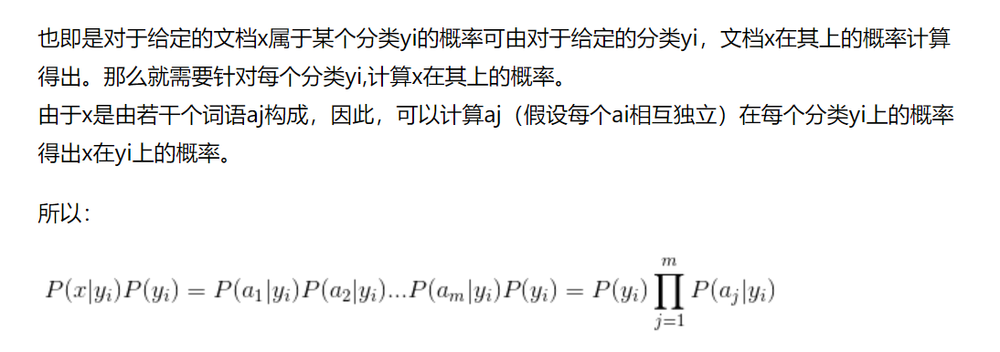 也即是对于给定的文档x属于某个分类yi的概率可由对于给定的分类yi，文档x在其上的概率计算
得出。那么就需要针对每个分类yi,计算x在其上的概率。
由于x是由若干个词语aj构成，因此，可以计算aj（假设每个ai相互独立）在每个分类yi上的概率
得出x在yi上的概率。
所以：
P(x|y_i)P(y_i) = P(a_1|y_i)P(a_2|y_i)...P(a_m|y_i)P(y_i) = P(y_i) ∏_{j=1}^{m} P(a_j|y_i)